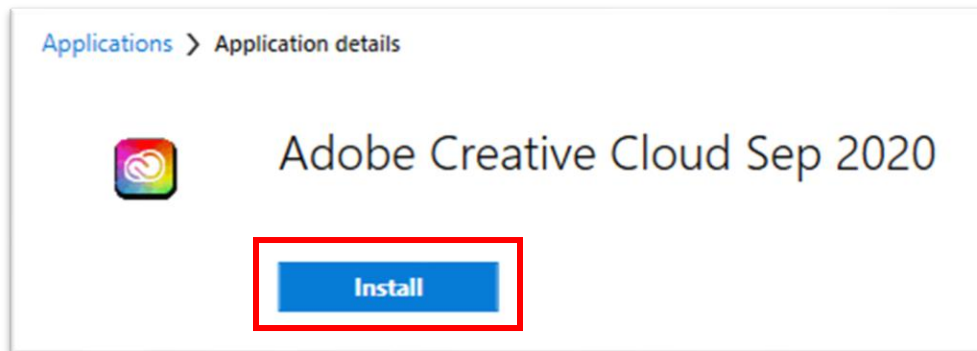 Applications > Application details
Adobe Creative Cloud Sep 2020
Install